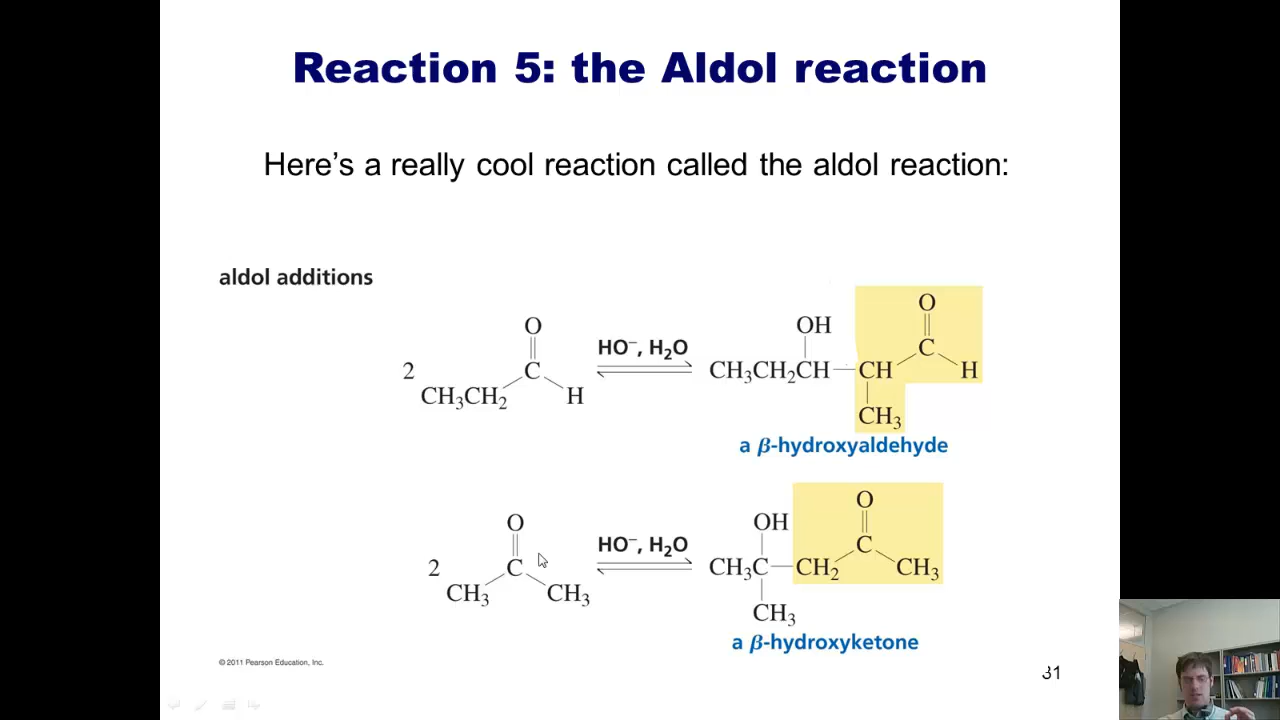 Reaction 5: the Aldol reaction
Here's a really cool reaction called the aldol reaction:
aldol additions
O
OH
O
HO⁻, H₂O
C
2
C
CH₃CH₂CH
CH
H
CH₃CH₂
H
CH₃
a β-hydroxyaldehyde
O
O
OH
HO⁻, H₂O
C
2
C
CH₃C
CH₂
CH₃
CH₃
CH₃
CH₃
a β-hydroxyketone
© 2011 Pearson Education, Inc.
31